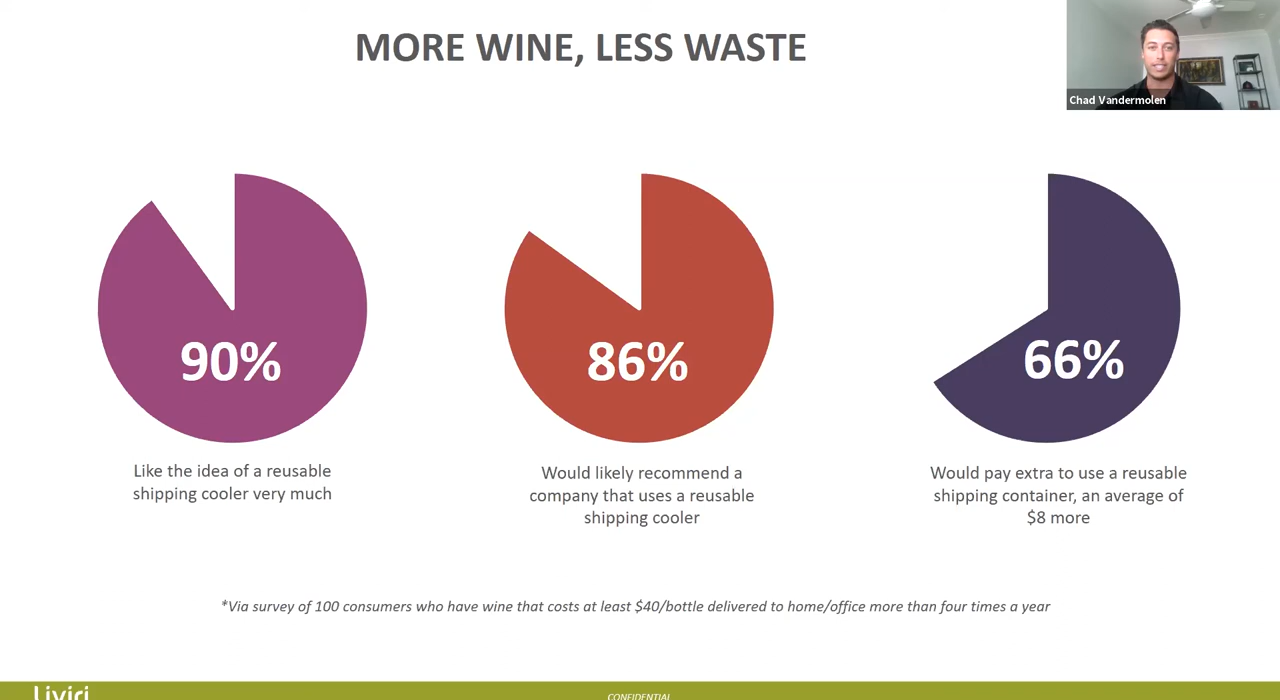 MORE WINE, LESS WASTE
Chad Vandermolen
90%
86%
66%
Like the idea of a reusable
shipping cooler very much
Would likely recommend a
company that uses a reusable
shipping cooler
Would pay extra to use a reusable
shipping container, an average of
$8 more
*Via survey of 100 consumers who have wine that costs at least $40/bottle delivered to home/office more than four times a year
Liviri
CONFIDENTIAL